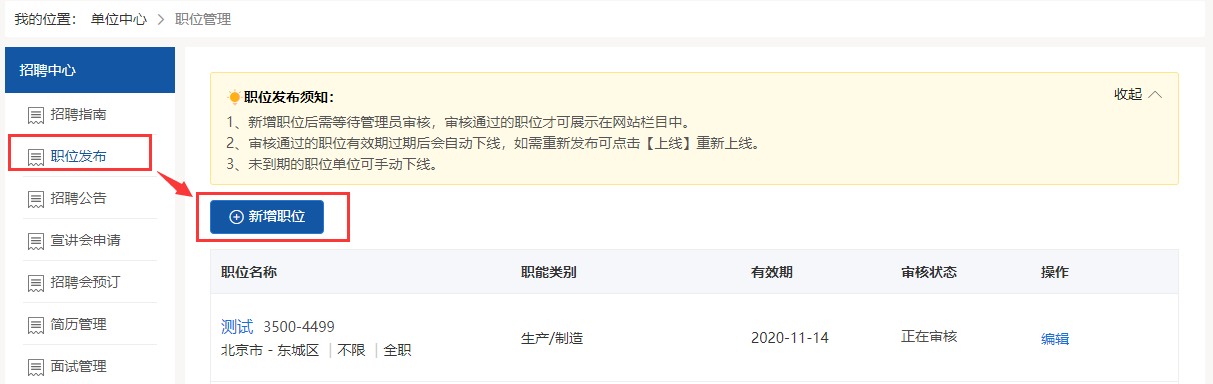 我的位置： 单位中心 > 职位管理
招聘中心
招聘指南
职位发布
招聘公告
宣讲会申请
招聘会预订
简历管理
面试管理
职位发布须知：
收起
1、新增职位后需等待管理员审核，审核通过的职位才可展示在网站栏目中。
2、审核通过的职位有效期过期后会自动下线，如需重新发布可点击【上线】重新上线。
3、未到期的职位单位可手动下线。
新增职位
职位名称 职能类别 有效期 审核状态 操作
测试 3500-4499
北京市 - 东城区 | 不限 | 全职
生产/制造 2020-11-14 正在审核 编辑